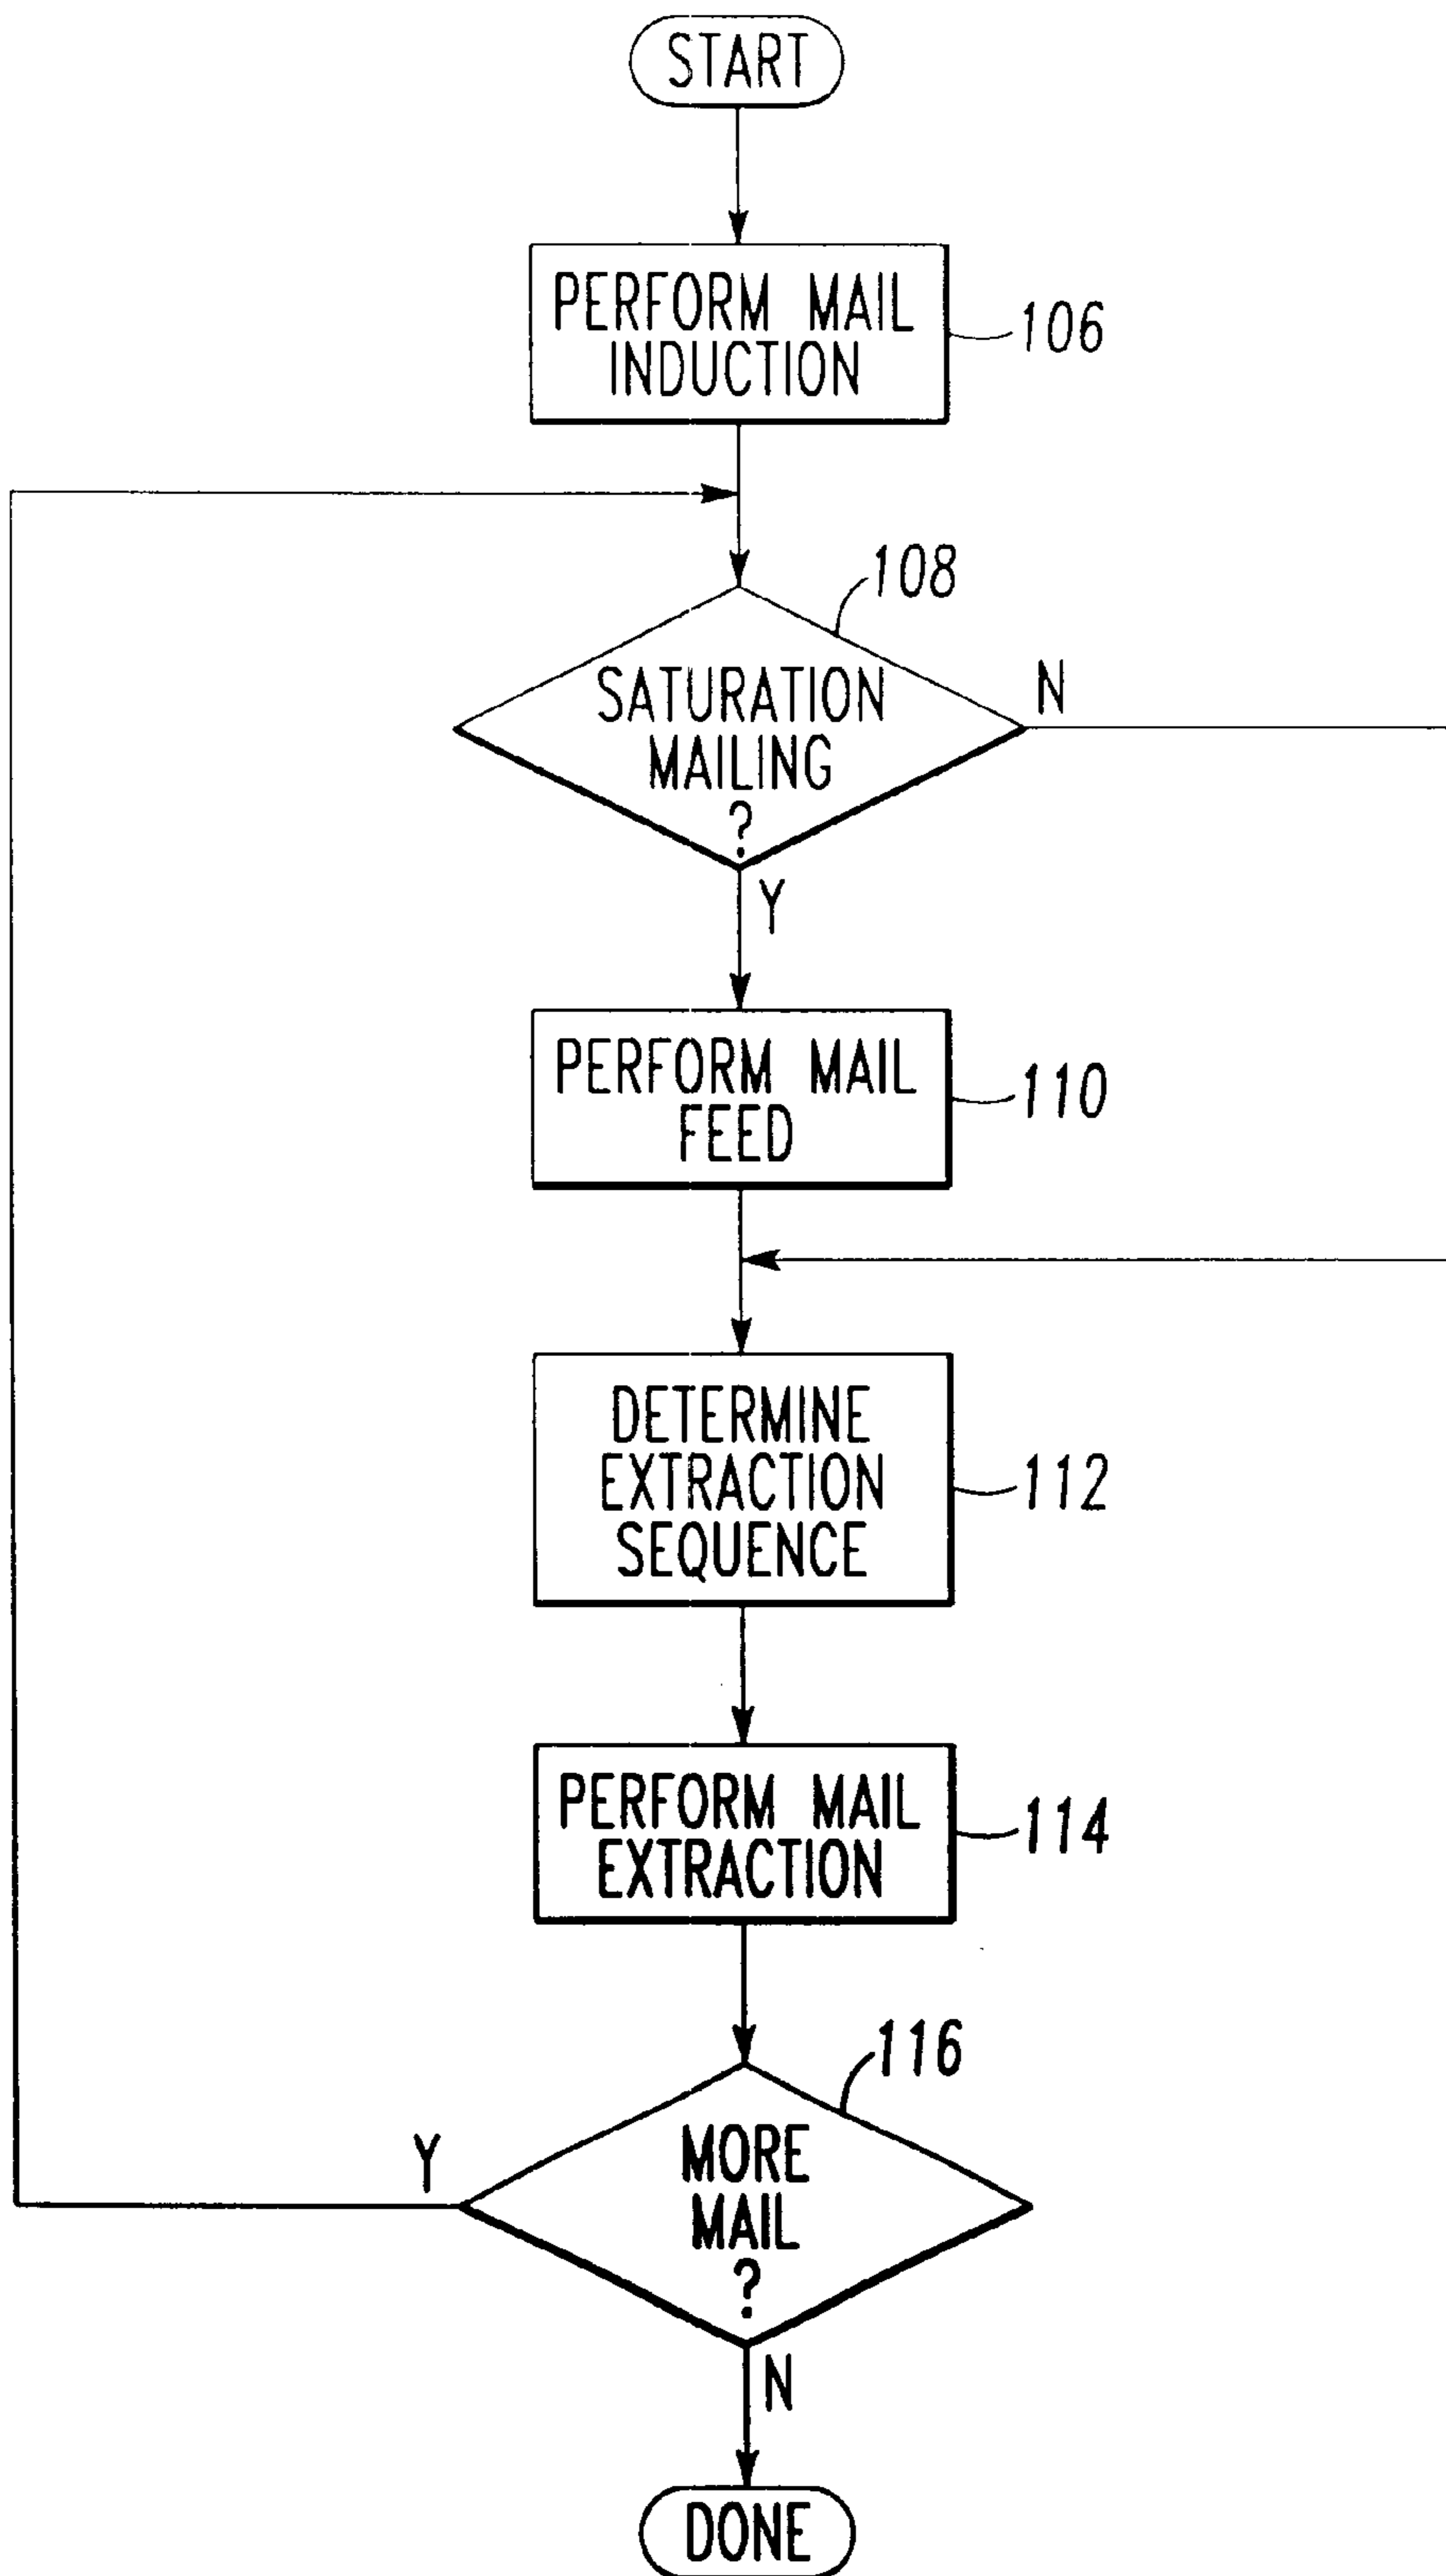 START
PERFORM MAIL
INDUCTION
106
108
SATURATION
MAILING
?
N
Y
PERFORM MAIL
FEED
110
DETERMINE
EXTRACTION
SEQUENCE
112
PERFORM MAIL
EXTRACTION
114
116
MORE
MAIL
?
Y
N
DONE